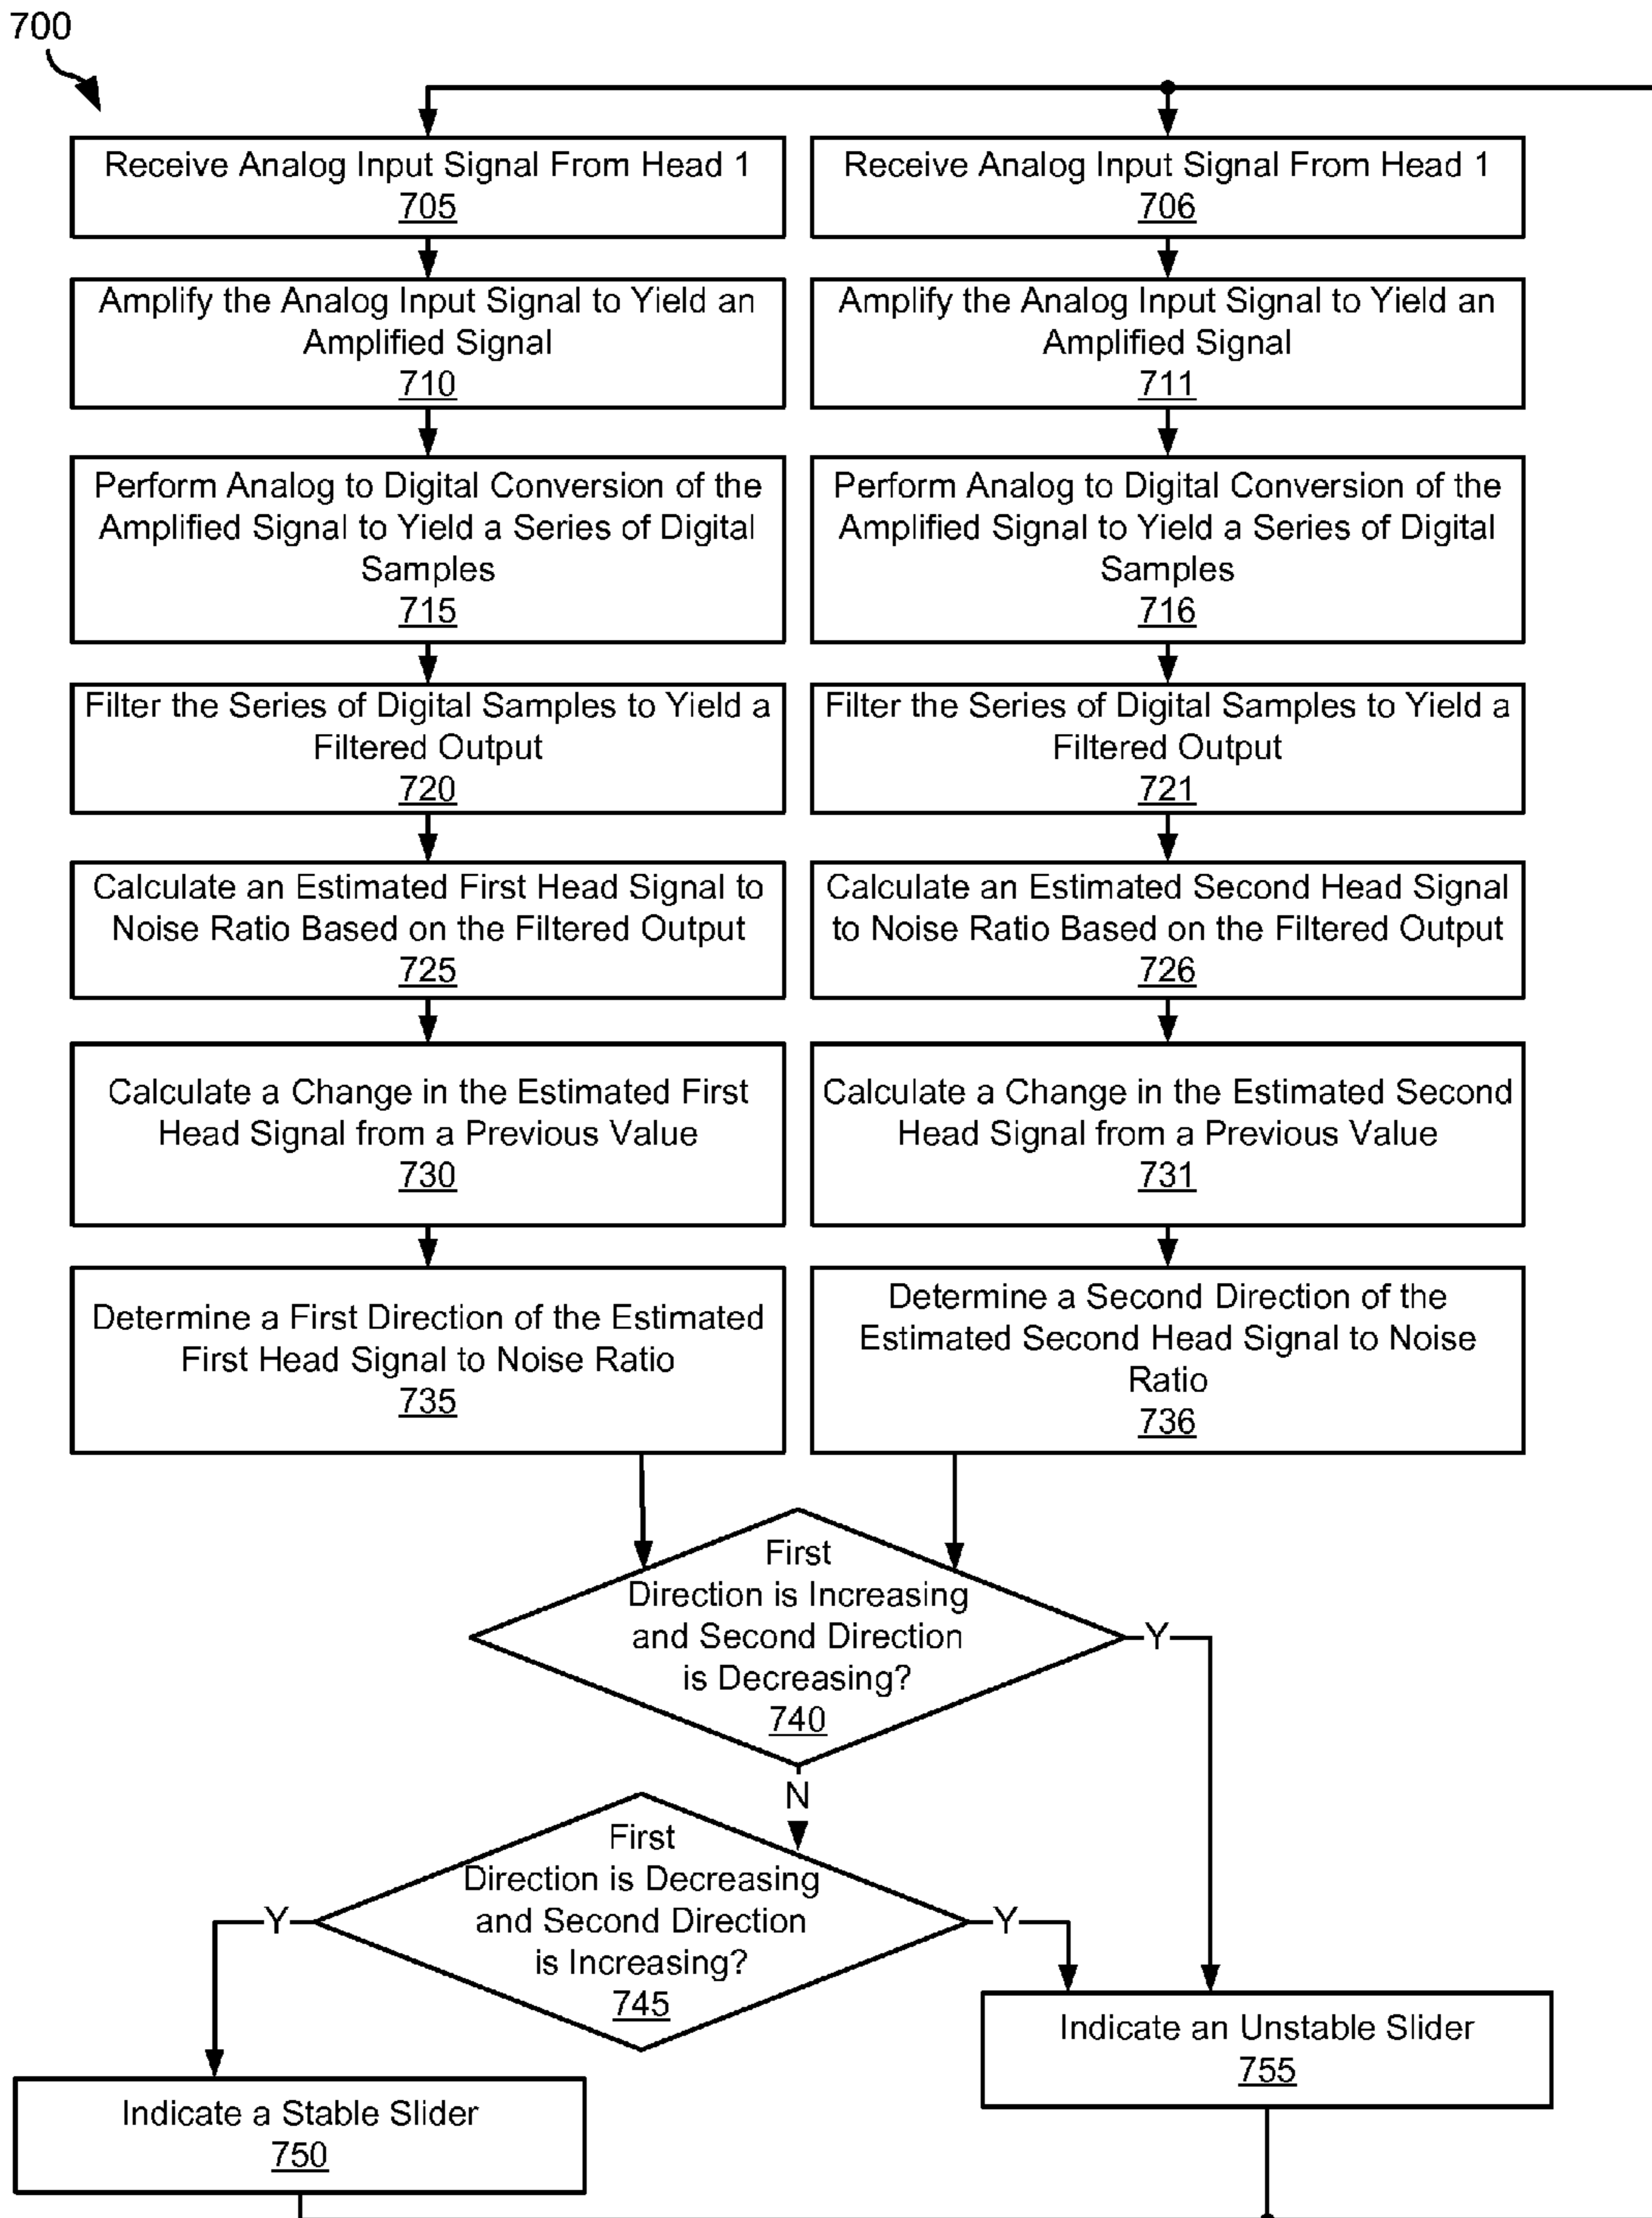 700
Receive Analog Input Signal From Head 1
705
Receive Analog Input Signal From Head 1
706
Amplify the Analog Input Signal to Yield an
Amplified Signal
710
Amplify the Analog Input Signal to Yield an
Amplified Signal
711
Perform Analog to Digital Conversion of the
Amplified Signal to Yield a Series of Digital
Samples
715
Perform Analog to Digital Conversion of the
Amplified Signal to Yield a Series of Digital
Samples
716
Filter the Series of Digital Samples to Yield a
Filtered Output
720
Filter the Series of Digital Samples to Yield a
Filtered Output
721
Calculate an Estimated First Head Signal to
Noise Ratio Based on the Filtered Output
725
Calculate an Estimated Second Head Signal
to Noise Ratio Based on the Filtered Output
726
Calculate a Change in the Estimated First
Head Signal from a Previous Value
730
Calculate a Change in the Estimated Second
Head Signal from a Previous Value
731
Determine a First Direction of the Estimated
First Head Signal to Noise Ratio
735
Determine a Second Direction of the
Estimated Second Head Signal to Noise
Ratio
736
First
Direction is Increasing
and Second Direction
is Decreasing?
740
Y
N
First
Direction is Decreasing
and Second Direction
is Increasing?
745
Y
Y
Indicate an Unstable Slider
755
Indicate a Stable Slider
750